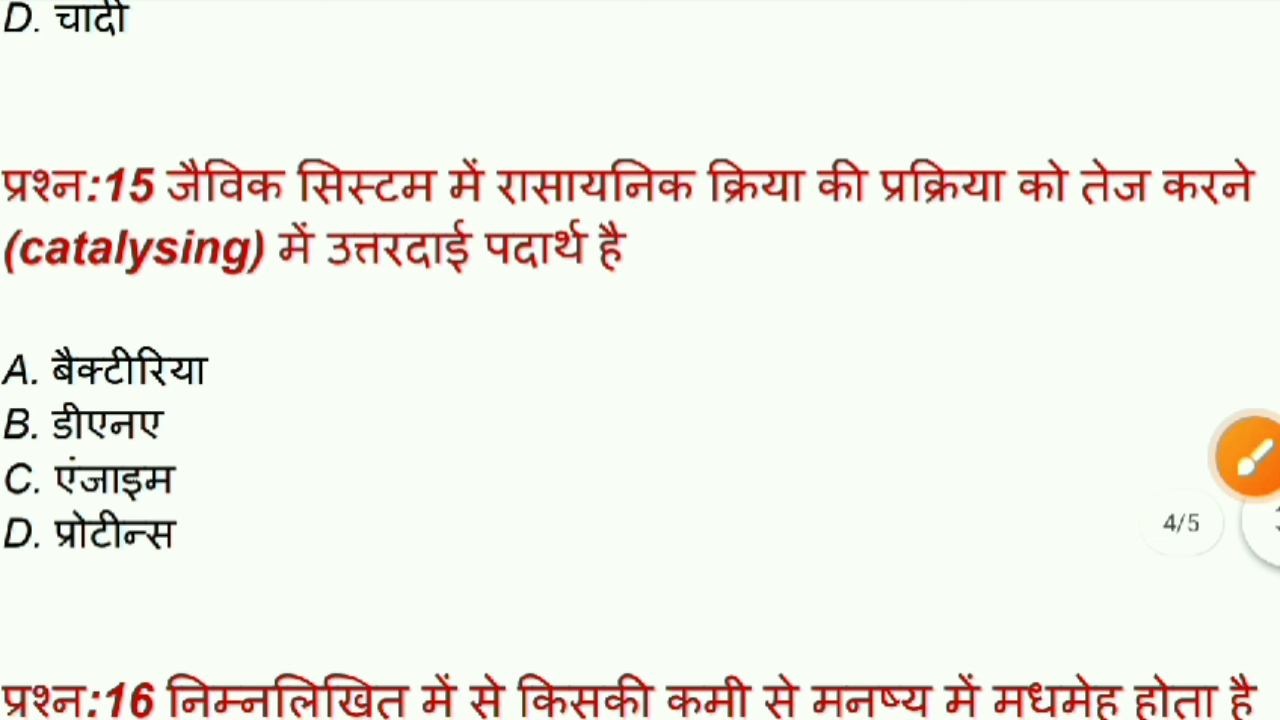 D. चादी
प्रश्न:15 जैविक सिस्टम में रासायनिक क्रिया की प्रक्रिया को तेज करने
(catalysing) में उत्तरदाई पदार्थ है
A. बैक्टीरिया
B. डीएनए
C. एंजाइम
D. प्रोटीन्स
4/5
प्रश्न:16 निम्नलिखित में से किसकी कमी से मनष्य में मधमेह होता है